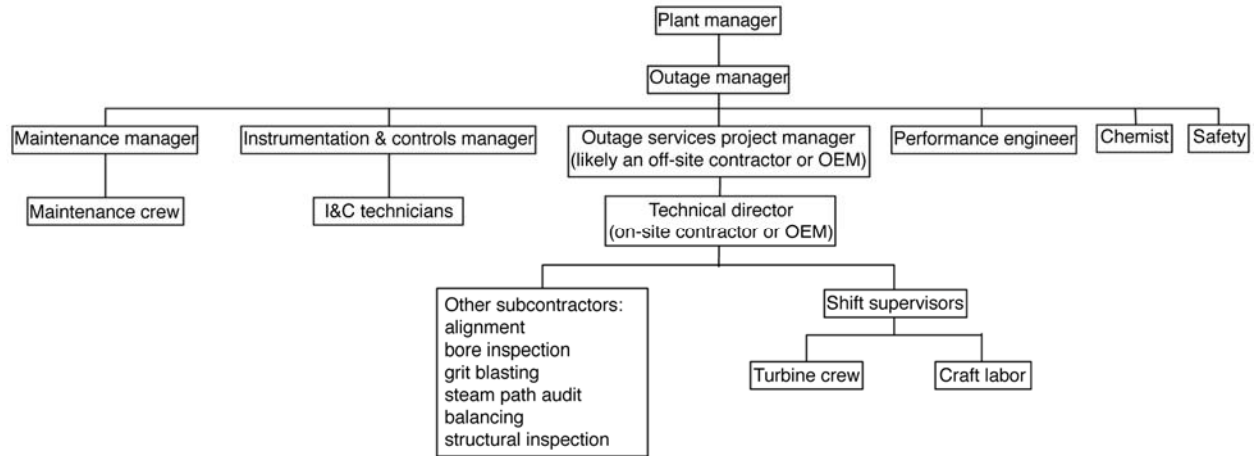 Plant manager
Outage manager
Maintenance manager
Instrumentation & controls manager
Outage services project manager
(likely an off-site contractor or OEM)
Performance engineer
Chemist
Safety
Maintenance crew
I&C technicians
Technical director
(on-site contractor or OEM)
Other subcontractors:
alignment
bore inspection
grit blasting
steam path audit
balancing
structural inspection
Shift supervisors
Turbine crew
Craft labor